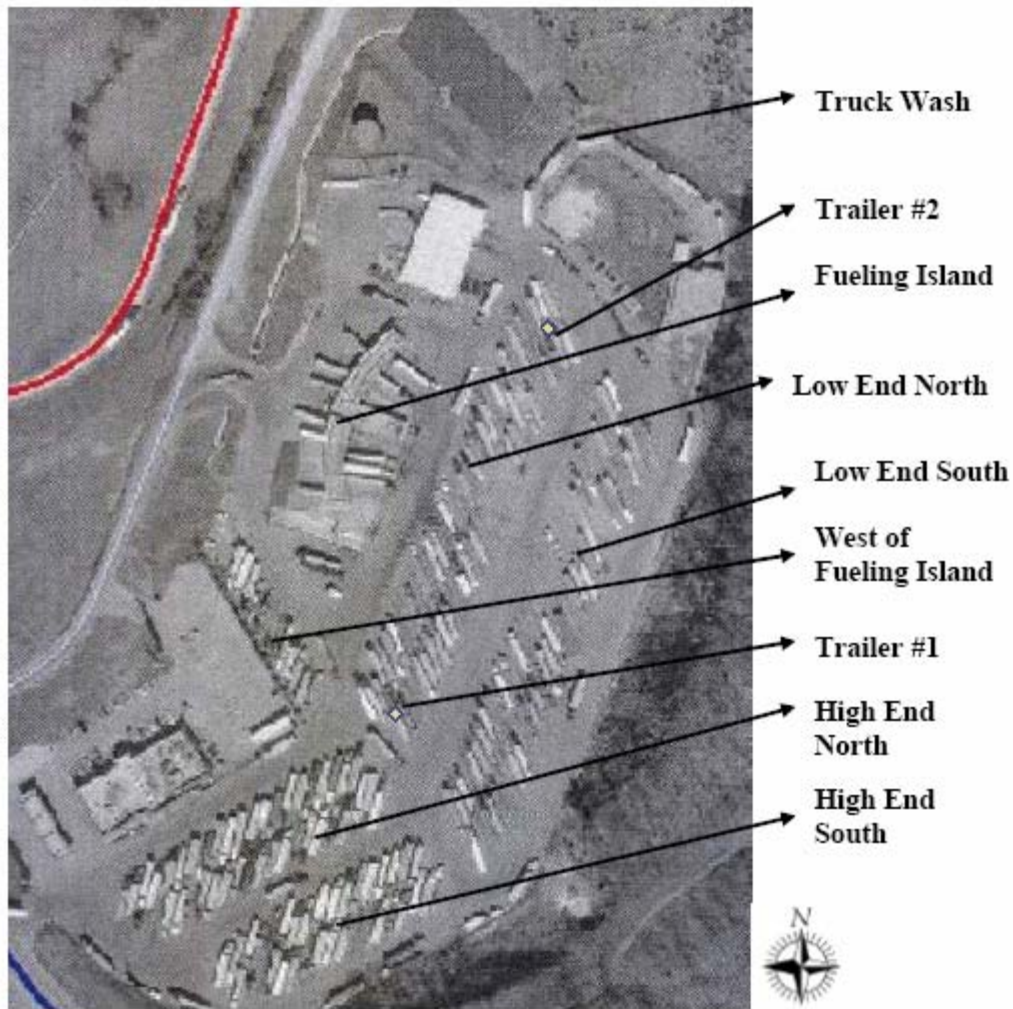 Truck Wash
Trailer #2
Fueling Island
Low End North
Low End South
West of
Fueling Island
Trailer #1
High End
North
High End
South
N